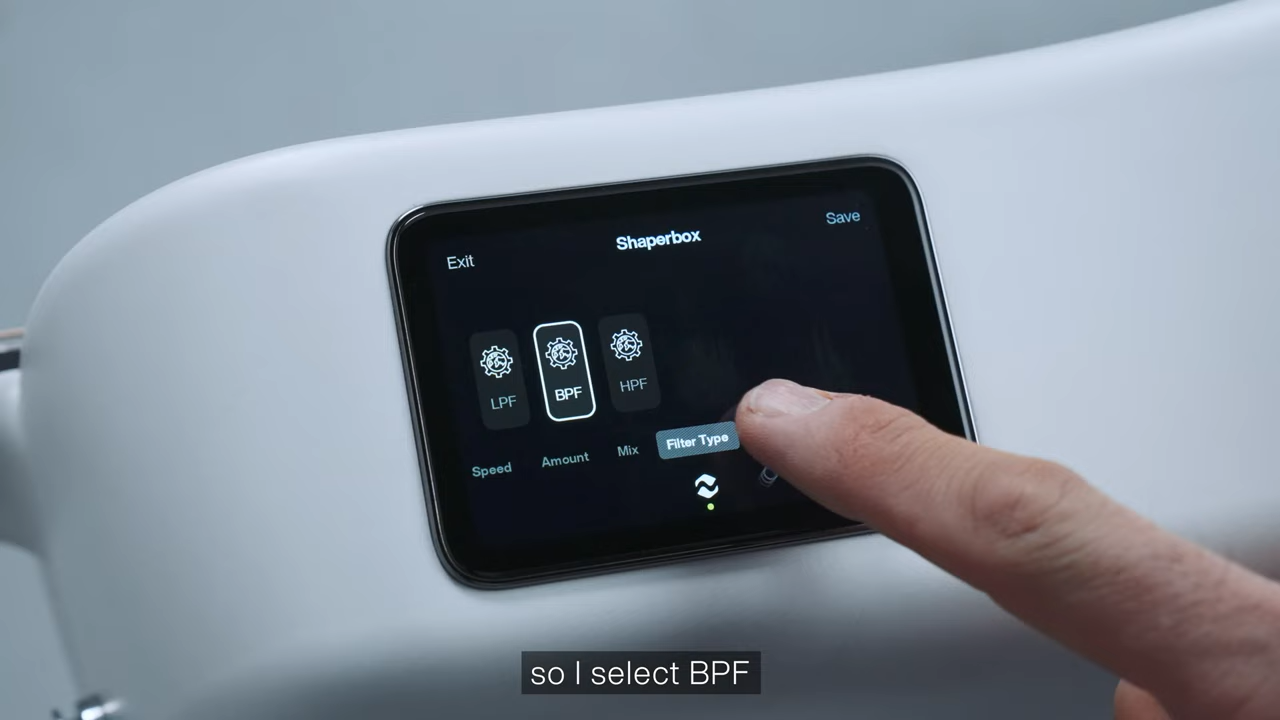 Shaperbox
Save
Exit
LPF
BPF
HPF
Speed
Amount
Mix
Filter Type
so I select BPF